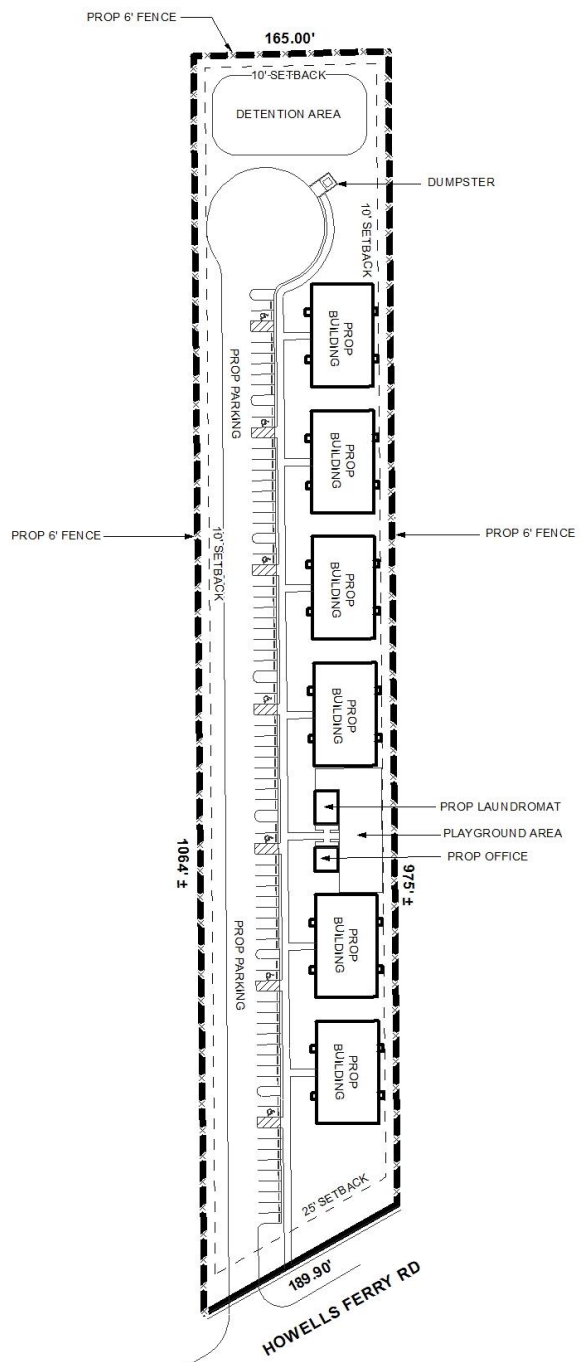 PROP 6' FENCE
165.00'
10' SETBACK
DETENTION AREA
DUMPSTER
10' SETBACK
PROP
BUILDING
PROP PARKING
PROP
BUILDING
PROP 6' FENCE
10' SETBACK
PROP 6' FENCE
PROP
BUILDING
PROP
BUILDING
PROP LAUNDROMAT
PLAYGROUND AREA
PROP OFFICE
1064' ±
975' ±
PROP PARKING
PROP
BUILDING
PROP
BUILDING
25' SETBACK
189.90'
HOWELLS FERRY RD